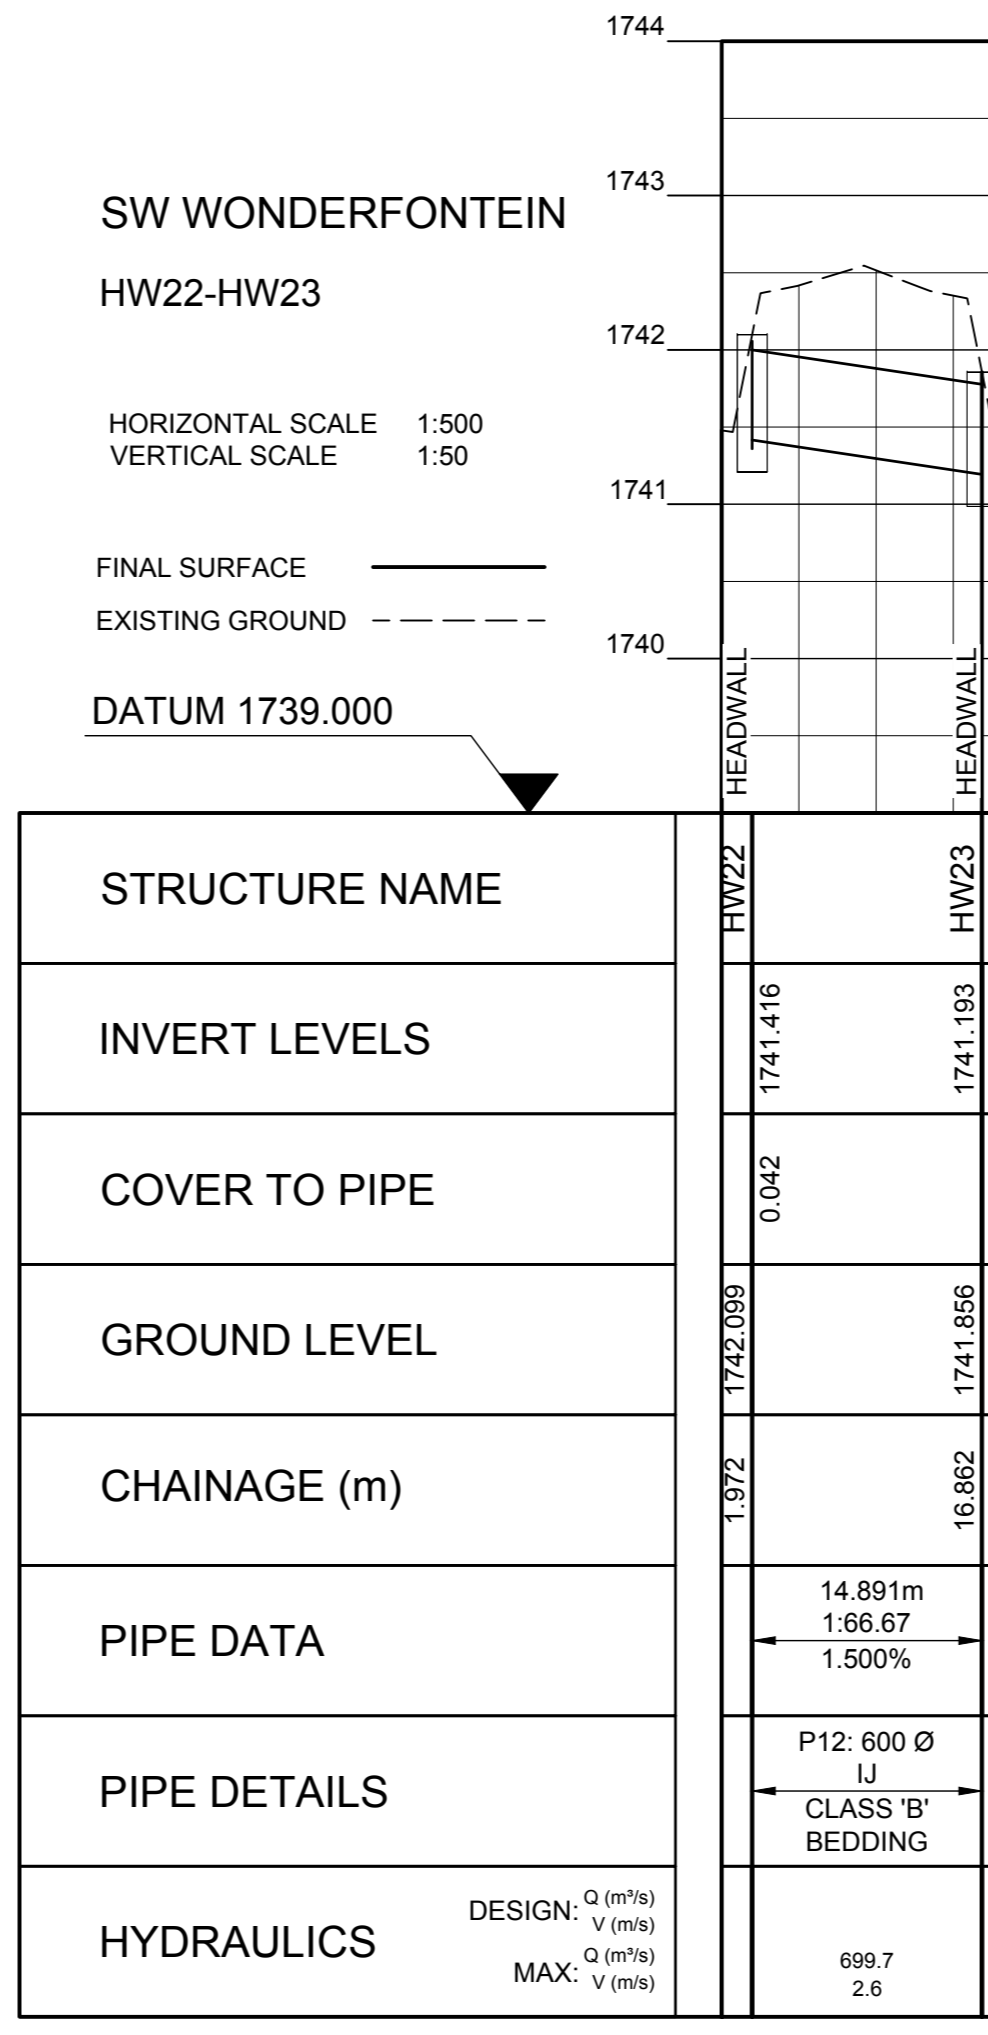 1744
1743
SW WONDERFONTEIN
HW22-HW23
1742
HORIZONTAL SCALE 1:500
VERTICAL SCALE 1:50
1741
FINAL SURFACE
EXISTING GROUND
1740
DATUM 1739.000
HEADWALL
HEADWALL
STRUCTURE NAME
HW22
HW23
INVERT LEVELS
1741.416
1741.193
COVER TO PIPE
0.042
GROUND LEVEL
1742.099
1741.856
CHAINAGE (m)
1.972
16.862
PIPE DATA
14.891m
1:66.67
1.500%
PIPE DETAILS
P12: 600 Ø
IJ
CLASS 'B'
BEDDING
HYDRAULICS
DESIGN: Q (m³/s)
V (m/s)
MAX: Q (m³/s)
V (m/s)
699.7
2.6